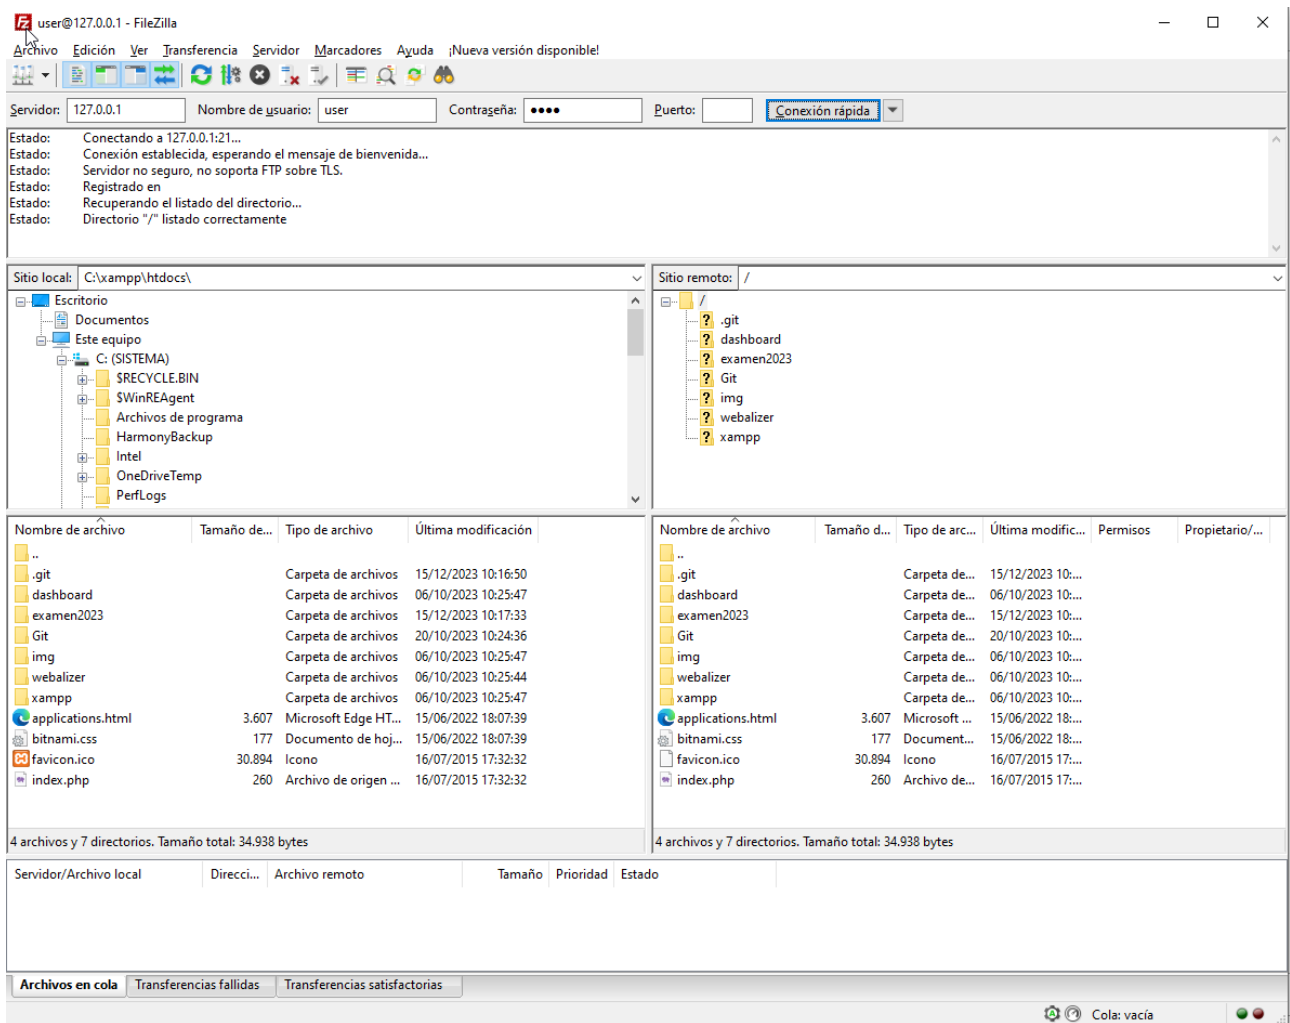 user@127.0.0.1 - FileZilla
Archivo Edición Ver Transferencia Servidor Marcadores Ayuda ¡Nueva versión disponible!
Servidor: 127.0.0.1 Nombre de usuario: user Contraseña: •••• Puerto: Conexión rápida
Estado: Conectando a 127.0.0.1:21...
Estado: Conexión establecida, esperando el mensaje de bienvenida...
Estado: Servidor no seguro, no soporta FTP sobre TLS.
Estado: Registrado en
Estado: Recuperando el listado del directorio...
Estado: Directorio "/" listado correctamente
Sitio local: C:\xampp\htdocs\
Escritorio
Documentos
Este equipo
C: (SISTEMA)
$RECYCLE.BIN
$WinREAgent
Archivos de programa
HarmonyBackup
Intel
OneDriveTemp
PerfLogs
Sitio remoto: /
/
.git
dashboard
examen2023
Git
img
webalizer
xampp
Nombre de archivo Tamaño de... Tipo de archivo Última modificación
..
.git Carpeta de archivos 15/12/2023 10:16:50
dashboard Carpeta de archivos 06/10/2023 10:25:47
examen2023 Carpeta de archivos 15/12/2023 10:17:33
Git Carpeta de archivos 20/10/2023 10:24:36
img Carpeta de archivos 06/10/2023 10:25:47
webalizer Carpeta de archivos 06/10/2023 10:25:44
xampp Carpeta de archivos 06/10/2023 10:25:47
applications.html 3.607 Microsoft Edge HT... 15/06/2022 18:07:39
bitnami.css 177 Documento de hoj... 15/06/2022 18:07:39
favicon.ico 30.894 Icono 16/07/2015 17:32:32
index.php 260 Archivo de origen ... 16/07/2015 17:32:32
4 archivos y 7 directorios. Tamaño total: 34.938 bytes
Nombre de archivo Tamaño d... Tipo de arc... Última modific... Permisos Propietario/...
..
.git Carpeta de... 15/12/2023 10:...
dashboard Carpeta de... 06/10/2023 10:...
examen2023 Carpeta de... 15/12/2023 10:...
Git Carpeta de... 20/10/2023 10:...
img Carpeta de... 06/10/2023 10:...
webalizer Carpeta de... 06/10/2023 10:...
xampp Carpeta de... 06/10/2023 10:...
applications.html 3.607 Microsoft ... 15/06/2022 18:...
bitnami.css 177 Document... 15/06/2022 18:...
favicon.ico 30.894 Icono 16/07/2015 17:...
index.php 260 Archivo de... 16/07/2015 17:...
4 archivos y 7 directorios. Tamaño total: 34.938 bytes
Servidor/Archivo local Direcci... Archivo remoto Tamaño Prioridad Estado
Archivos en cola Transferencias fallidas Transferencias satisfactorias
Cola: vacía